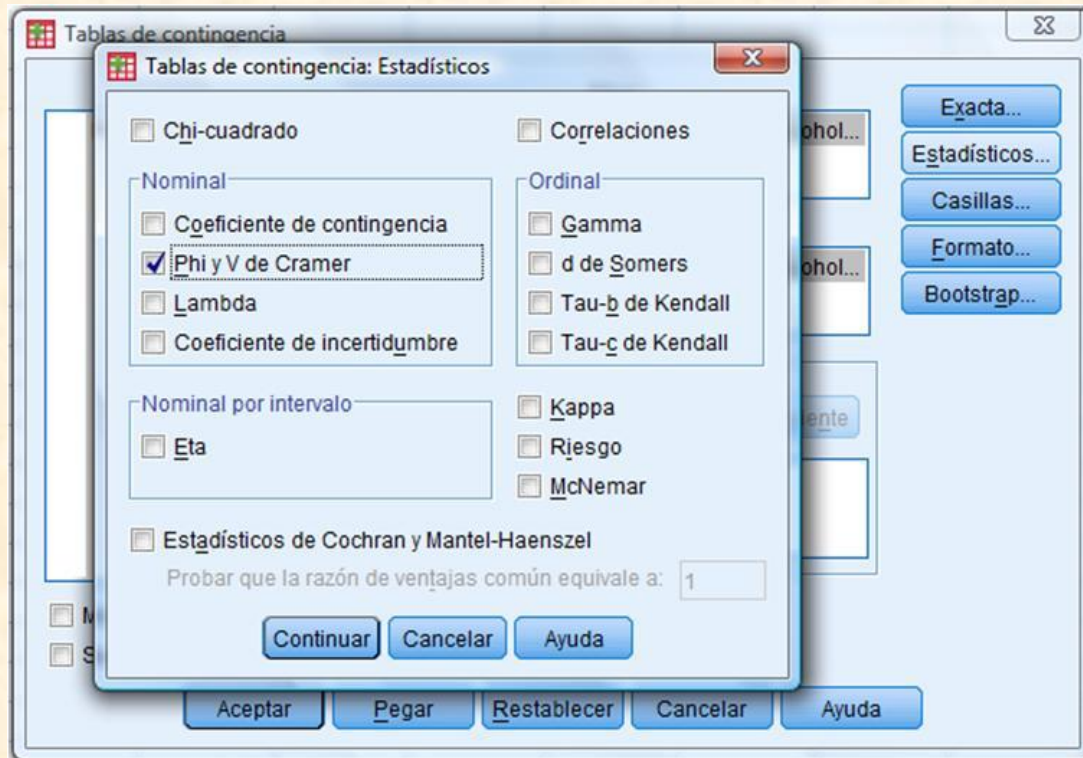 Tablas de contingencia
Tablas de contingencia: Estadísticos
Chi-cuadrado
Correlaciones
Nominal
Coeficiente de contingencia
Phi y V de Cramer
Lambda
Coeficiente de incertidumbre
Ordinal
Gamma
d de Somers
Tau-b de Kendall
Tau-c de Kendall
Nominal por intervalo
Eta
Kappa
Riesgo
McNemar
Estadísticos de Cochran y Mantel-Haenszel
Probar que la razón de ventajas común equivale a: 1
Continuar
Cancelar
Ayuda
ohol...
ohol...
Exacta...
Estadísticos...
Casillas...
Formato...
Bootstrap...
Aceptar
Pegar
Restablecer
Cancelar
Ayuda